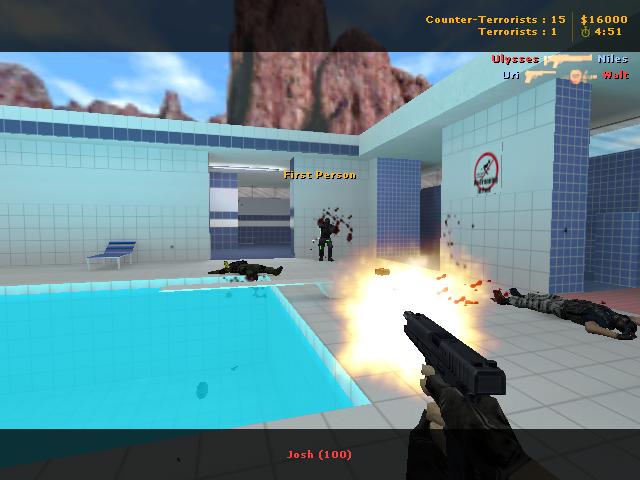 Counter-Terrorists : 15 $16000
Terrorists : 1 4:51
Ulysses Niles
Uri Walt
First Person
Josh (100)